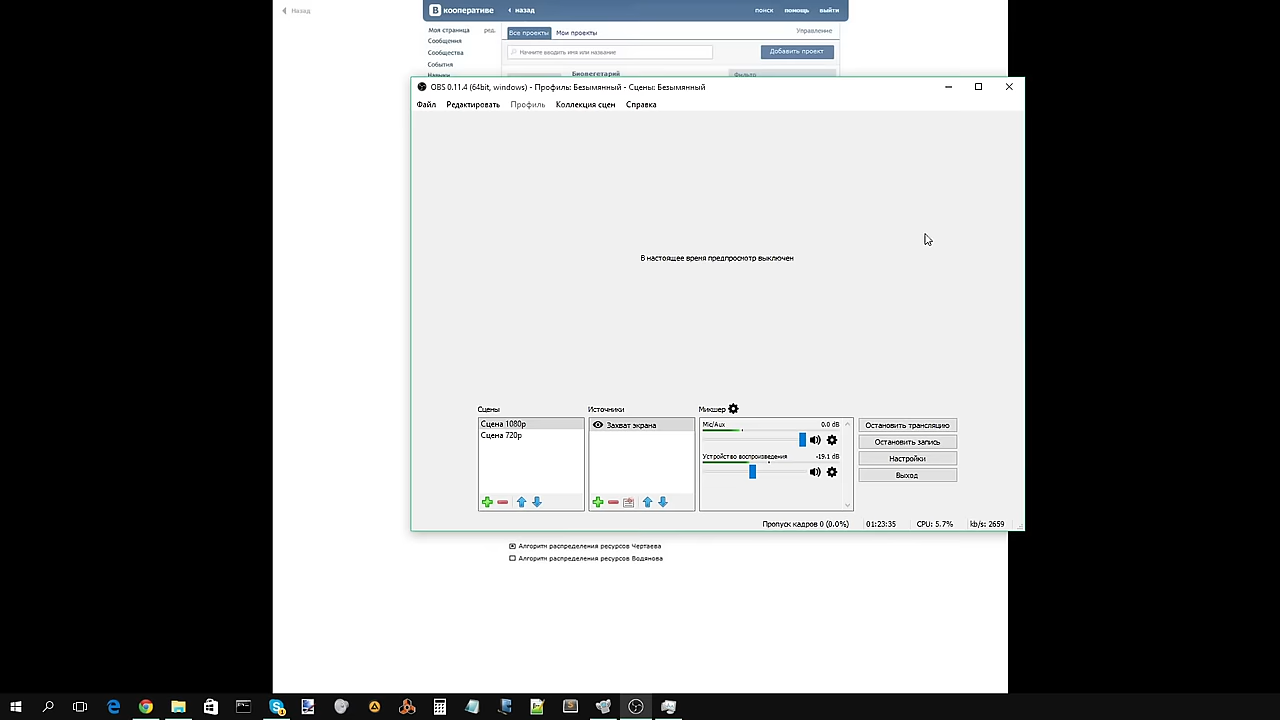 Назад
В кооперативе
назад
поиск
помощь
выйти
Моя страница
ред.
Сообщения
Сообщества
События
Навыки
Все проекты
Мои проекты
Управление
Начните вводить имя или название
Добавить проект
Биовегетарий
Фильтр
OBS 0.11.4 (64bit, windows) - Профиль: Безымянный - Сцены: Безымянный
Файл
Редактировать
Профиль
Коллекция сцен
Справка
В настоящее время предпросмотр выключен
Сцены
Сцена 1080p
Сцена 720p
Источники
Захват экрана
Микшер
Mic/Aux
0.0 dB
Устройство воспроизведения
-19.1 dB
Остановить трансляцию
Остановить запись
Настройки
Выход
Пропуск кадров 0 (0.0%)
01:23:35
CPU: 5.7%
kb/s: 2659
Алгоритм распределения ресурсов Чертаева
Алгоритм распределения ресурсов Водянова